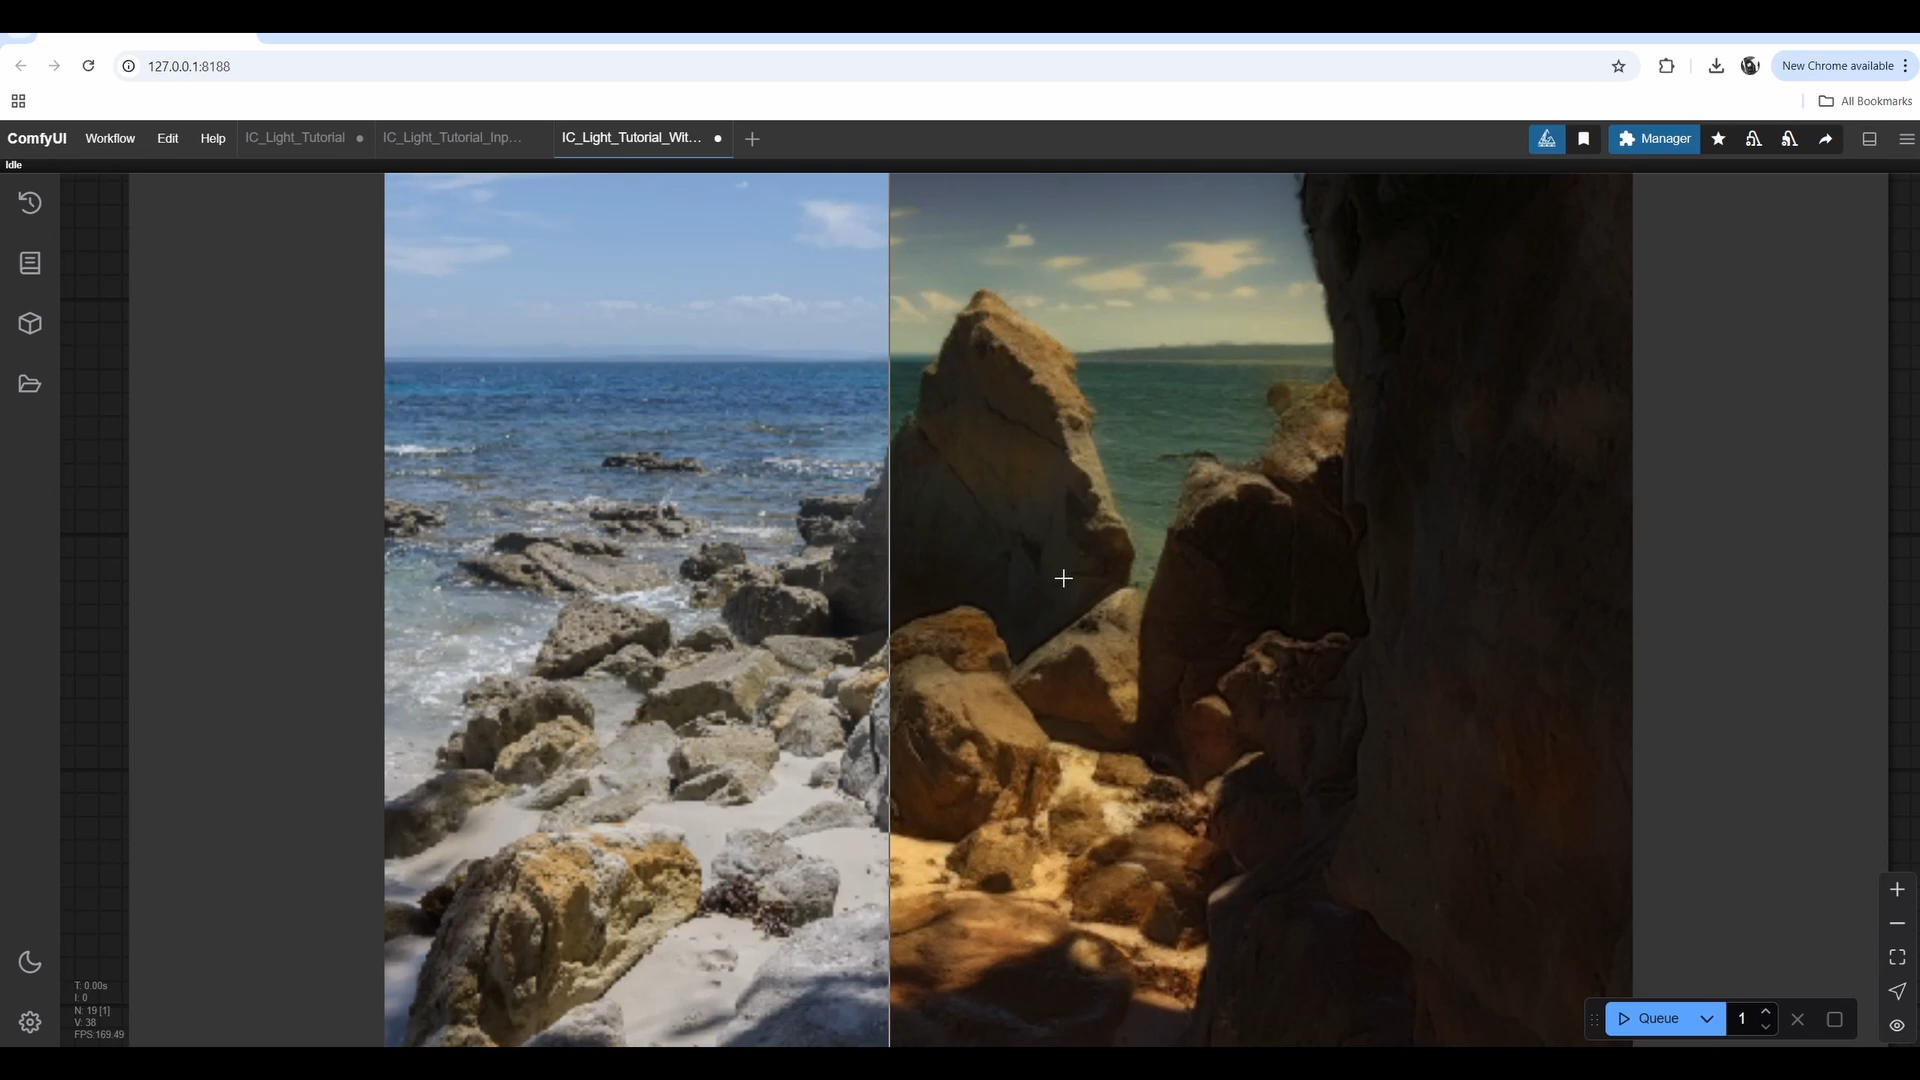 127.0.0.1:8188
New Chrome available
All Bookmarks
ComfyUI Workflow Edit Help IC_Light_Tutorial IC_Light_Tutorial_Inp... IC_Light_Tutorial_Wit... Manager
Idle
T: 0.00s
I: 0
N: 19 [1]
V: 38
FPS:169.49
Queue 1